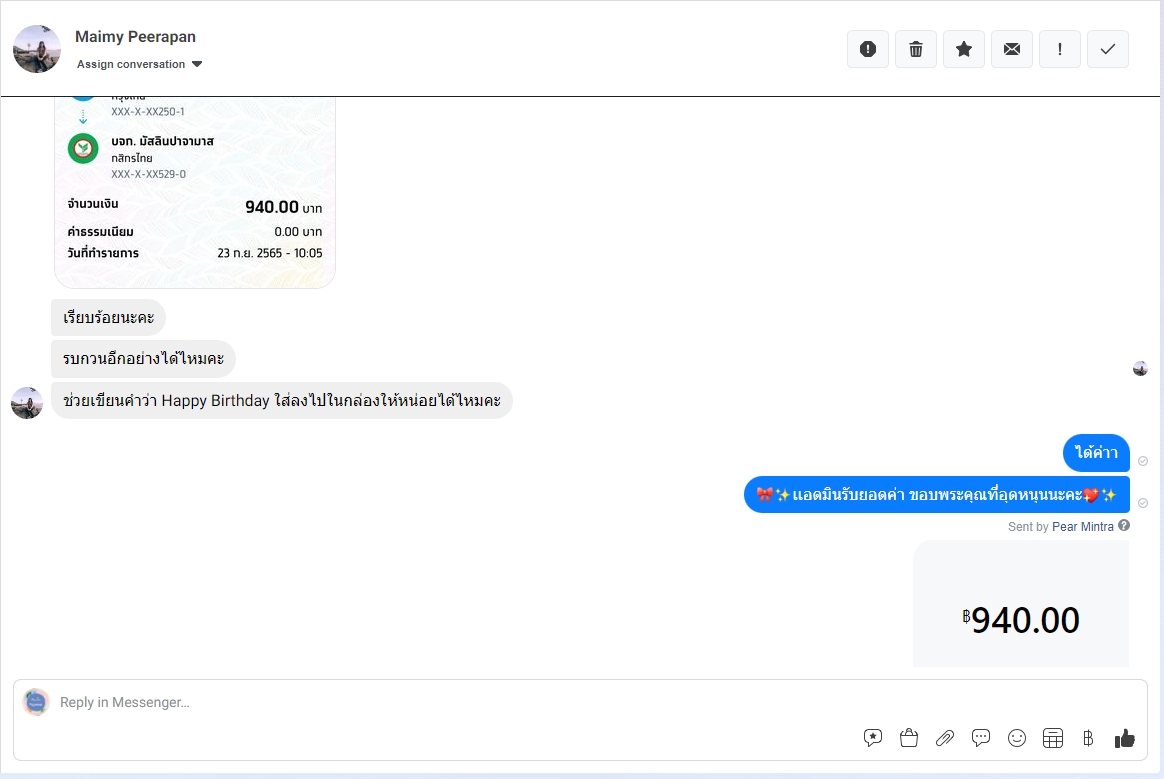 Maimy Peerapan
Assign conversation
กรุงไทย
XXX-X-XX250-1
บจก. มัสลินปาจามาส
กสิกรไทย
XXX-X-XX529-0
จำนวนเงิน 940.00 บาท
ค่าธรรมเนียม 0.00 บาท
วันที่ทำรายการ 23 ก.ย. 2565 - 10:05
เรียบร้อยนะคะ
รบกวนอีกอย่างได้ไหมคะ
ช่วยเขียนคำว่า Happy Birthday ใส่ลงไปในกล่องให้หน่อยได้ไหมคะ
ได้ค่าา
🎀✨แอดมินรับยอดค่า ขอบพระคุณที่อุดหนุนนะคะ💖✨
Sent by Pear Mintra
฿940.00
Reply in Messenger...